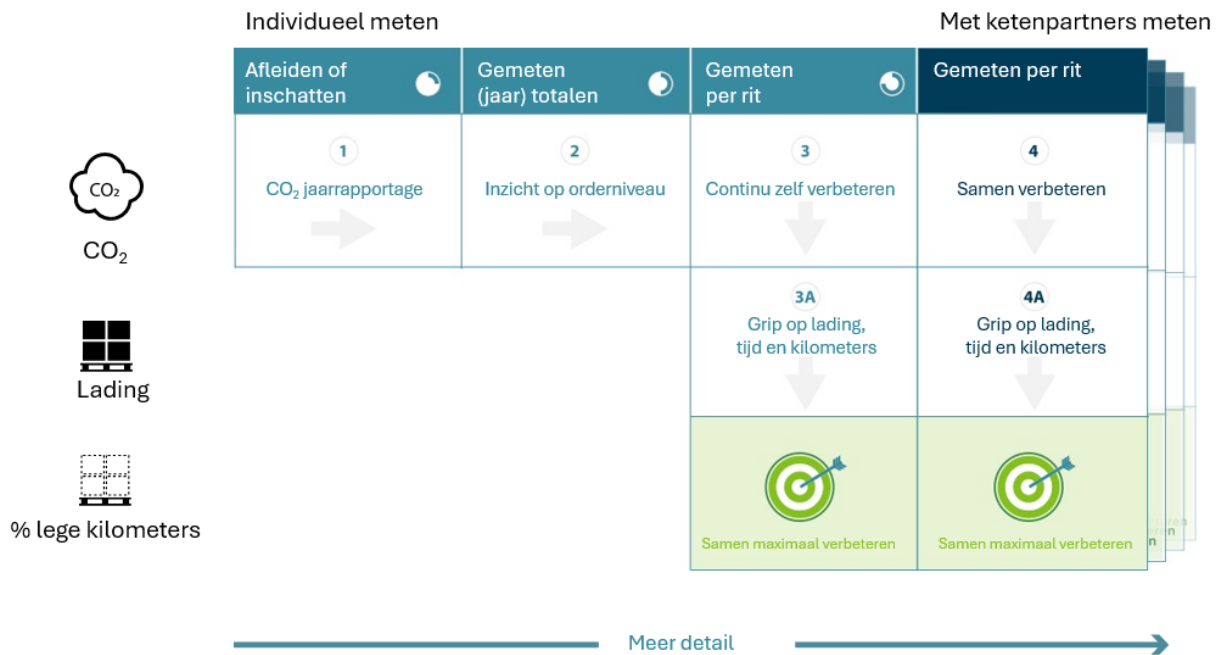 Individueel meten
Met ketenpartners meten
Afleiden of
inschatten
Gemeten
(jaar) totalen
Gemeten
per rit
Gemeten per rit
1
2
3
4
CO₂
CO₂ jaarrapportage
Inzicht op orderniveau
Continu zelf verbeteren
Samen verbeteren
CO₂
3A
4A
Grip op lading,
tijd en kilometers
Grip op lading,
tijd en kilometers
Lading
% lege kilometers
Samen maximaal verbeteren
Samen maximaal verbeteren
Meer detail